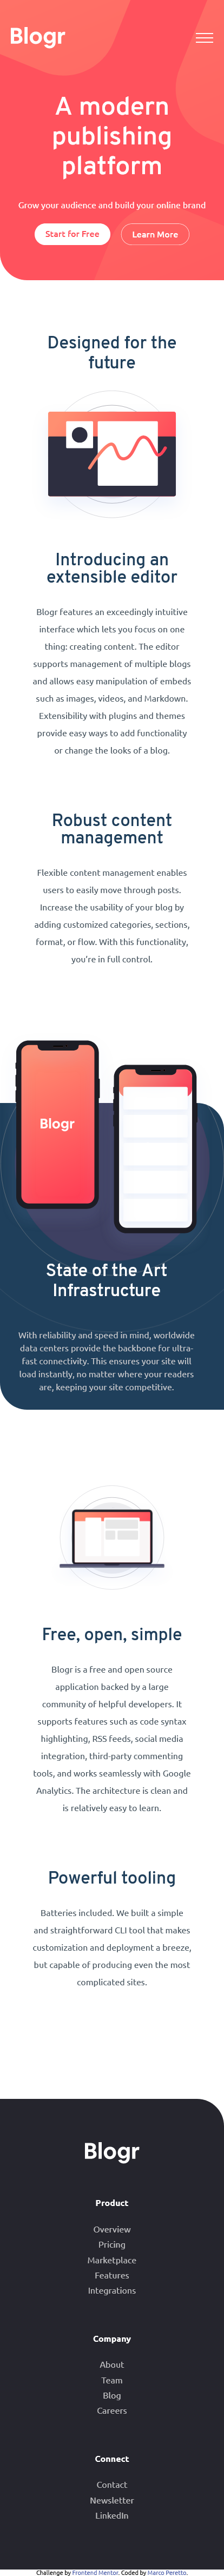 Blogr
A modern
publishing
platform
Grow your audience and build your online brand
Start for Free
Learn More
Designed for the
future
Introducing an
extensible editor
Blogr features an exceedingly intuitive
interface which lets you focus on one
thing: creating content. The editor
supports management of multiple blogs
and allows easy manipulation of embeds
such as images, videos, and Markdown.
Extensibility with plugins and themes
provide easy ways to add functionality
or change the looks of a blog.
Robust content
management
Flexible content management enables
users to easily move through posts.
Increase the usability of your blog by
adding customized categories, sections,
format, or flow. With this functionality,
you’re in full control.
Blogr
State of the Art
Infrastructure
With reliability and speed in mind, worldwide
data centers provide the backbone for ultra-
fast connectivity. This ensures your site will
load instantly, no matter where your readers
are, keeping your site competitive.
Free, open, simple
Blogr is a free and open source
application backed by a large
community of helpful developers. It
supports features such as code syntax
highlighting, RSS feeds, social media
integration, third-party commenting
tools, and works seamlessly with Google
Analytics. The architecture is clean and
is relatively easy to learn.
Powerful tooling
Batteries included. We built a simple
and straightforward CLI tool that makes
customization and deployment a breeze,
but capable of producing even the most
complicated sites.
Blogr
Product
Overview
Pricing
Marketplace
Features
Integrations
Company
About
Team
Blog
Careers
Connect
Contact
Newsletter
LinkedIn
Challenge by Frontend Mentor. Coded by Marco Peretto.